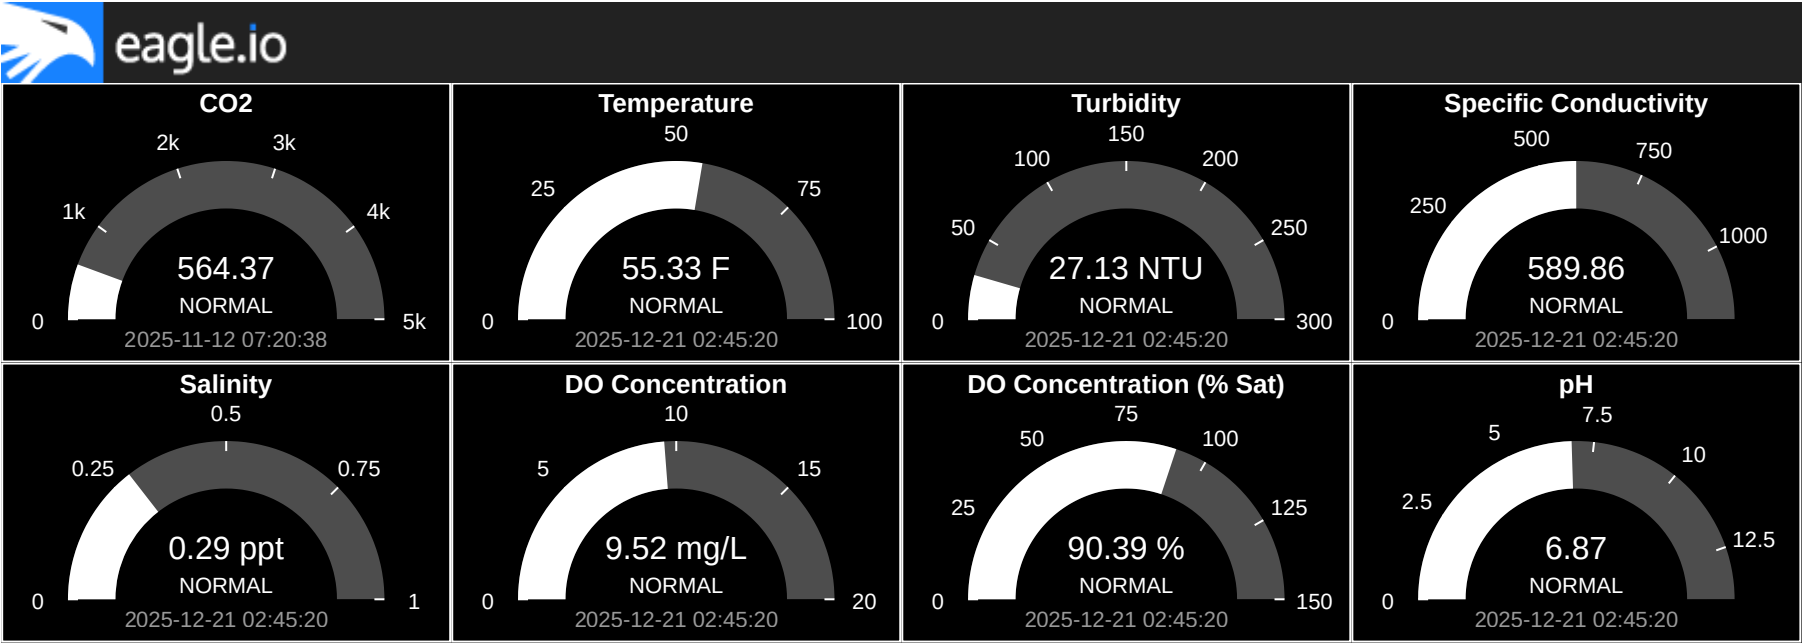 eagle.io
CO2
2k
3k
1k
4k
564.37
NORMAL
0
5k
2025-11-12 07:20:38
Temperature
50
25
75
55.33 F
NORMAL
0
100
2025-12-21 02:45:20
Turbidity
150
100
200
50
250
27.13 NTU
NORMAL
0
300
2025-12-21 02:45:20
Specific Conductivity
500
750
250
1000
589.86
NORMAL
0
2025-12-21 02:45:20
Salinity
0.5
0.25
0.75
0.29 ppt
NORMAL
0
1
2025-12-21 02:45:20
DO Concentration
10
5
15
9.52 mg/L
NORMAL
0
20
2025-12-21 02:45:20
DO Concentration (% Sat)
75
50
100
25
125
90.39 %
NORMAL
0
150
2025-12-21 02:45:20
pH
7.5
5
10
2.5
12.5
6.87
NORMAL
0
2025-12-21 02:45:20